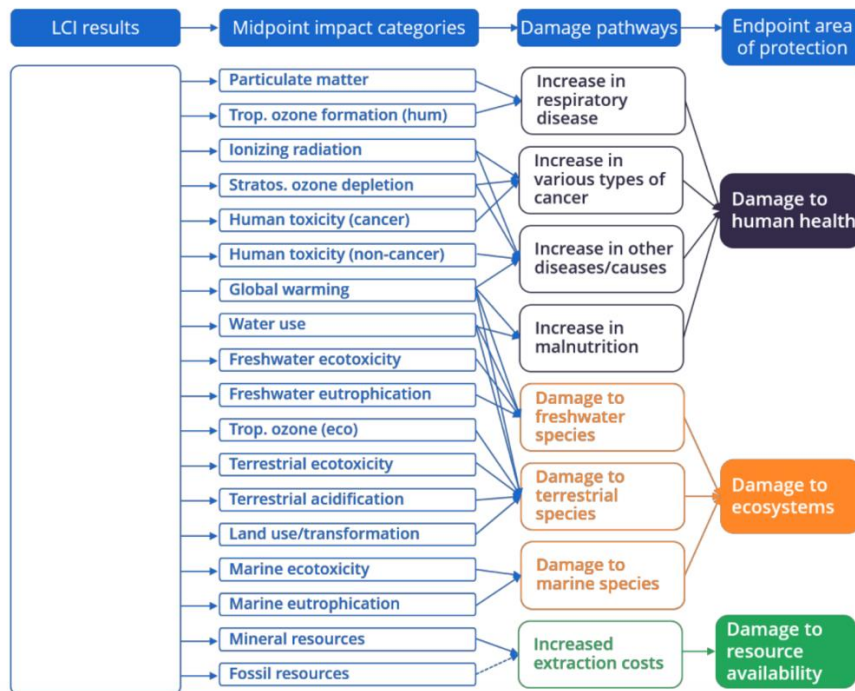 LCI results
Midpoint impact categories
Damage pathways
Endpoint area
of protection
Particulate matter
Trop. ozone formation (hum)
Ionizing radiation
Stratos. ozone depletion
Human toxicity (cancer)
Human toxicity (non-cancer)
Global warming
Water use
Freshwater ecotoxicity
Freshwater eutrophication
Trop. ozone (eco)
Terrestrial ecotoxicity
Terrestrial acidification
Land use/transformation
Marine ecotoxicity
Marine eutrophication
Mineral resources
Fossil resources
Increase in
respiratory
disease
Increase in
various types of
cancer
Increase in other
diseases/causes
Increase in
malnutrition
Damage to
freshwater
species
Damage to
terrestrial
species
Damage to
marine species
Increased
extraction costs
Damage to
human health
Damage to
ecosystems
Damage to
resource
availability